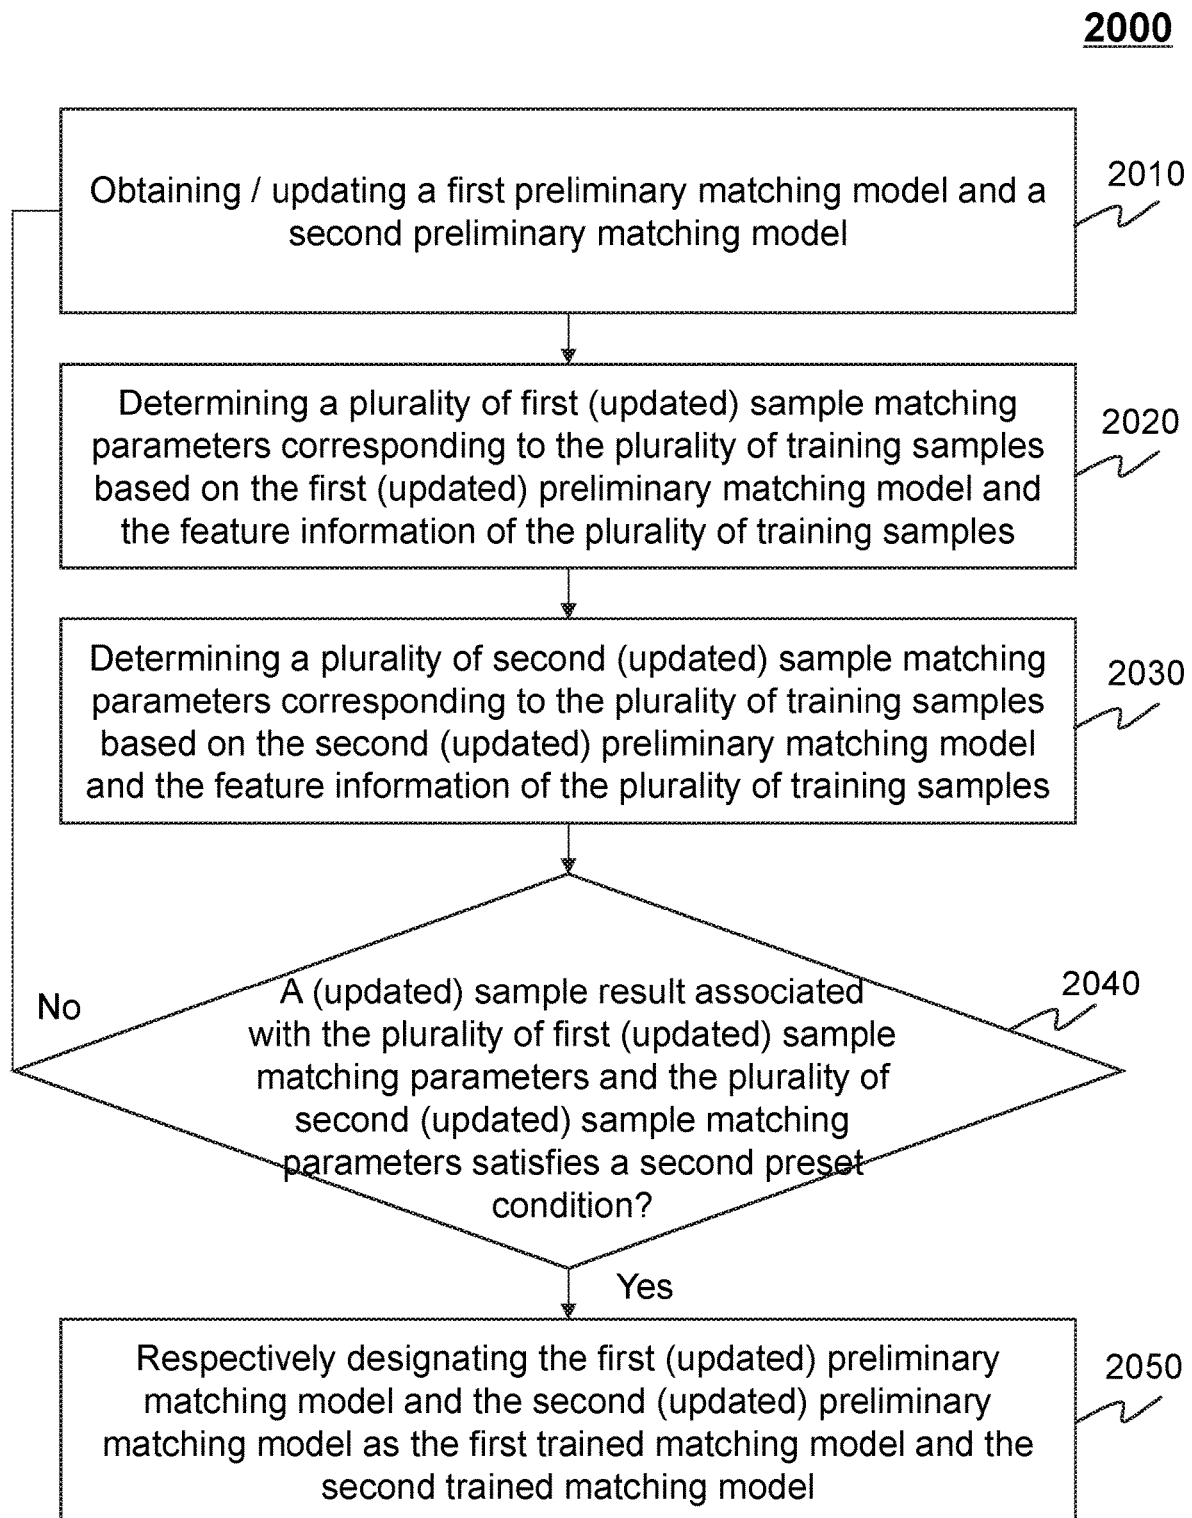 2000
Obtaining / updating a first preliminary matching model and a
second preliminary matching model
2010
Determining a plurality of first (updated) sample matching
parameters corresponding to the plurality of training samples
based on the first (updated) preliminary matching model and
the feature information of the plurality of training samples
2020
Determining a plurality of second (updated) sample matching
parameters corresponding to the plurality of training samples
based on the second (updated) preliminary matching model
and the feature information of the plurality of training samples
2030
A (updated) sample result associated
with the plurality of first (updated) sample
matching parameters and the plurality of
second (updated) sample matching
parameters satisfies a second preset
condition?
2040
No
Yes
Respectively designating the first (updated) preliminary
matching model and the second (updated) preliminary
matching model as the first trained matching model and the
second trained matching model
2050